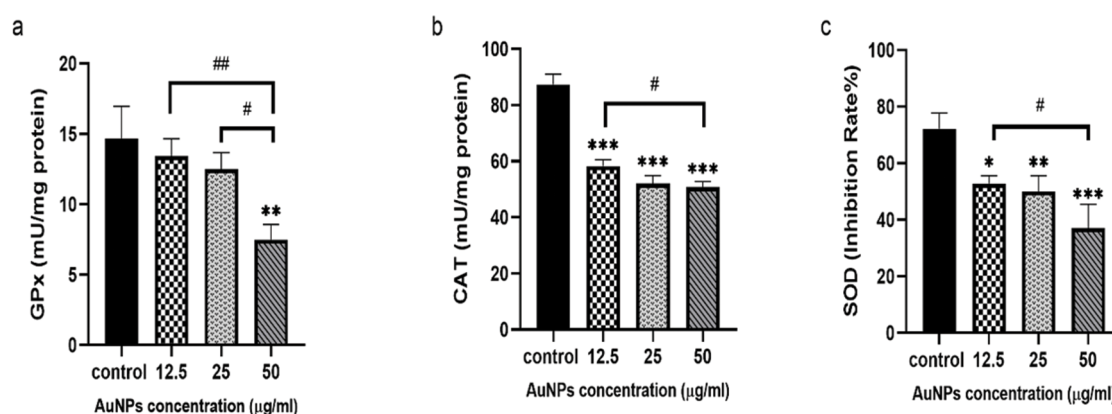 a
GPx (mU/mg protein)
20
15
10
5
0
##
#
**
control 12.5 25 50
AuNPs concentration (μg/ml)
b
CAT (mU/mg protein)
100
80
60
40
20
0
#
*** *** ***
control 12.5 25 50
AuNPs concentration (μg/ml)
c
SOD (Inhibition Rate%)
100
80
60
40
20
0
#
* ** ***
control 12.5 25 50
AuNPs concentration (μg/ml)